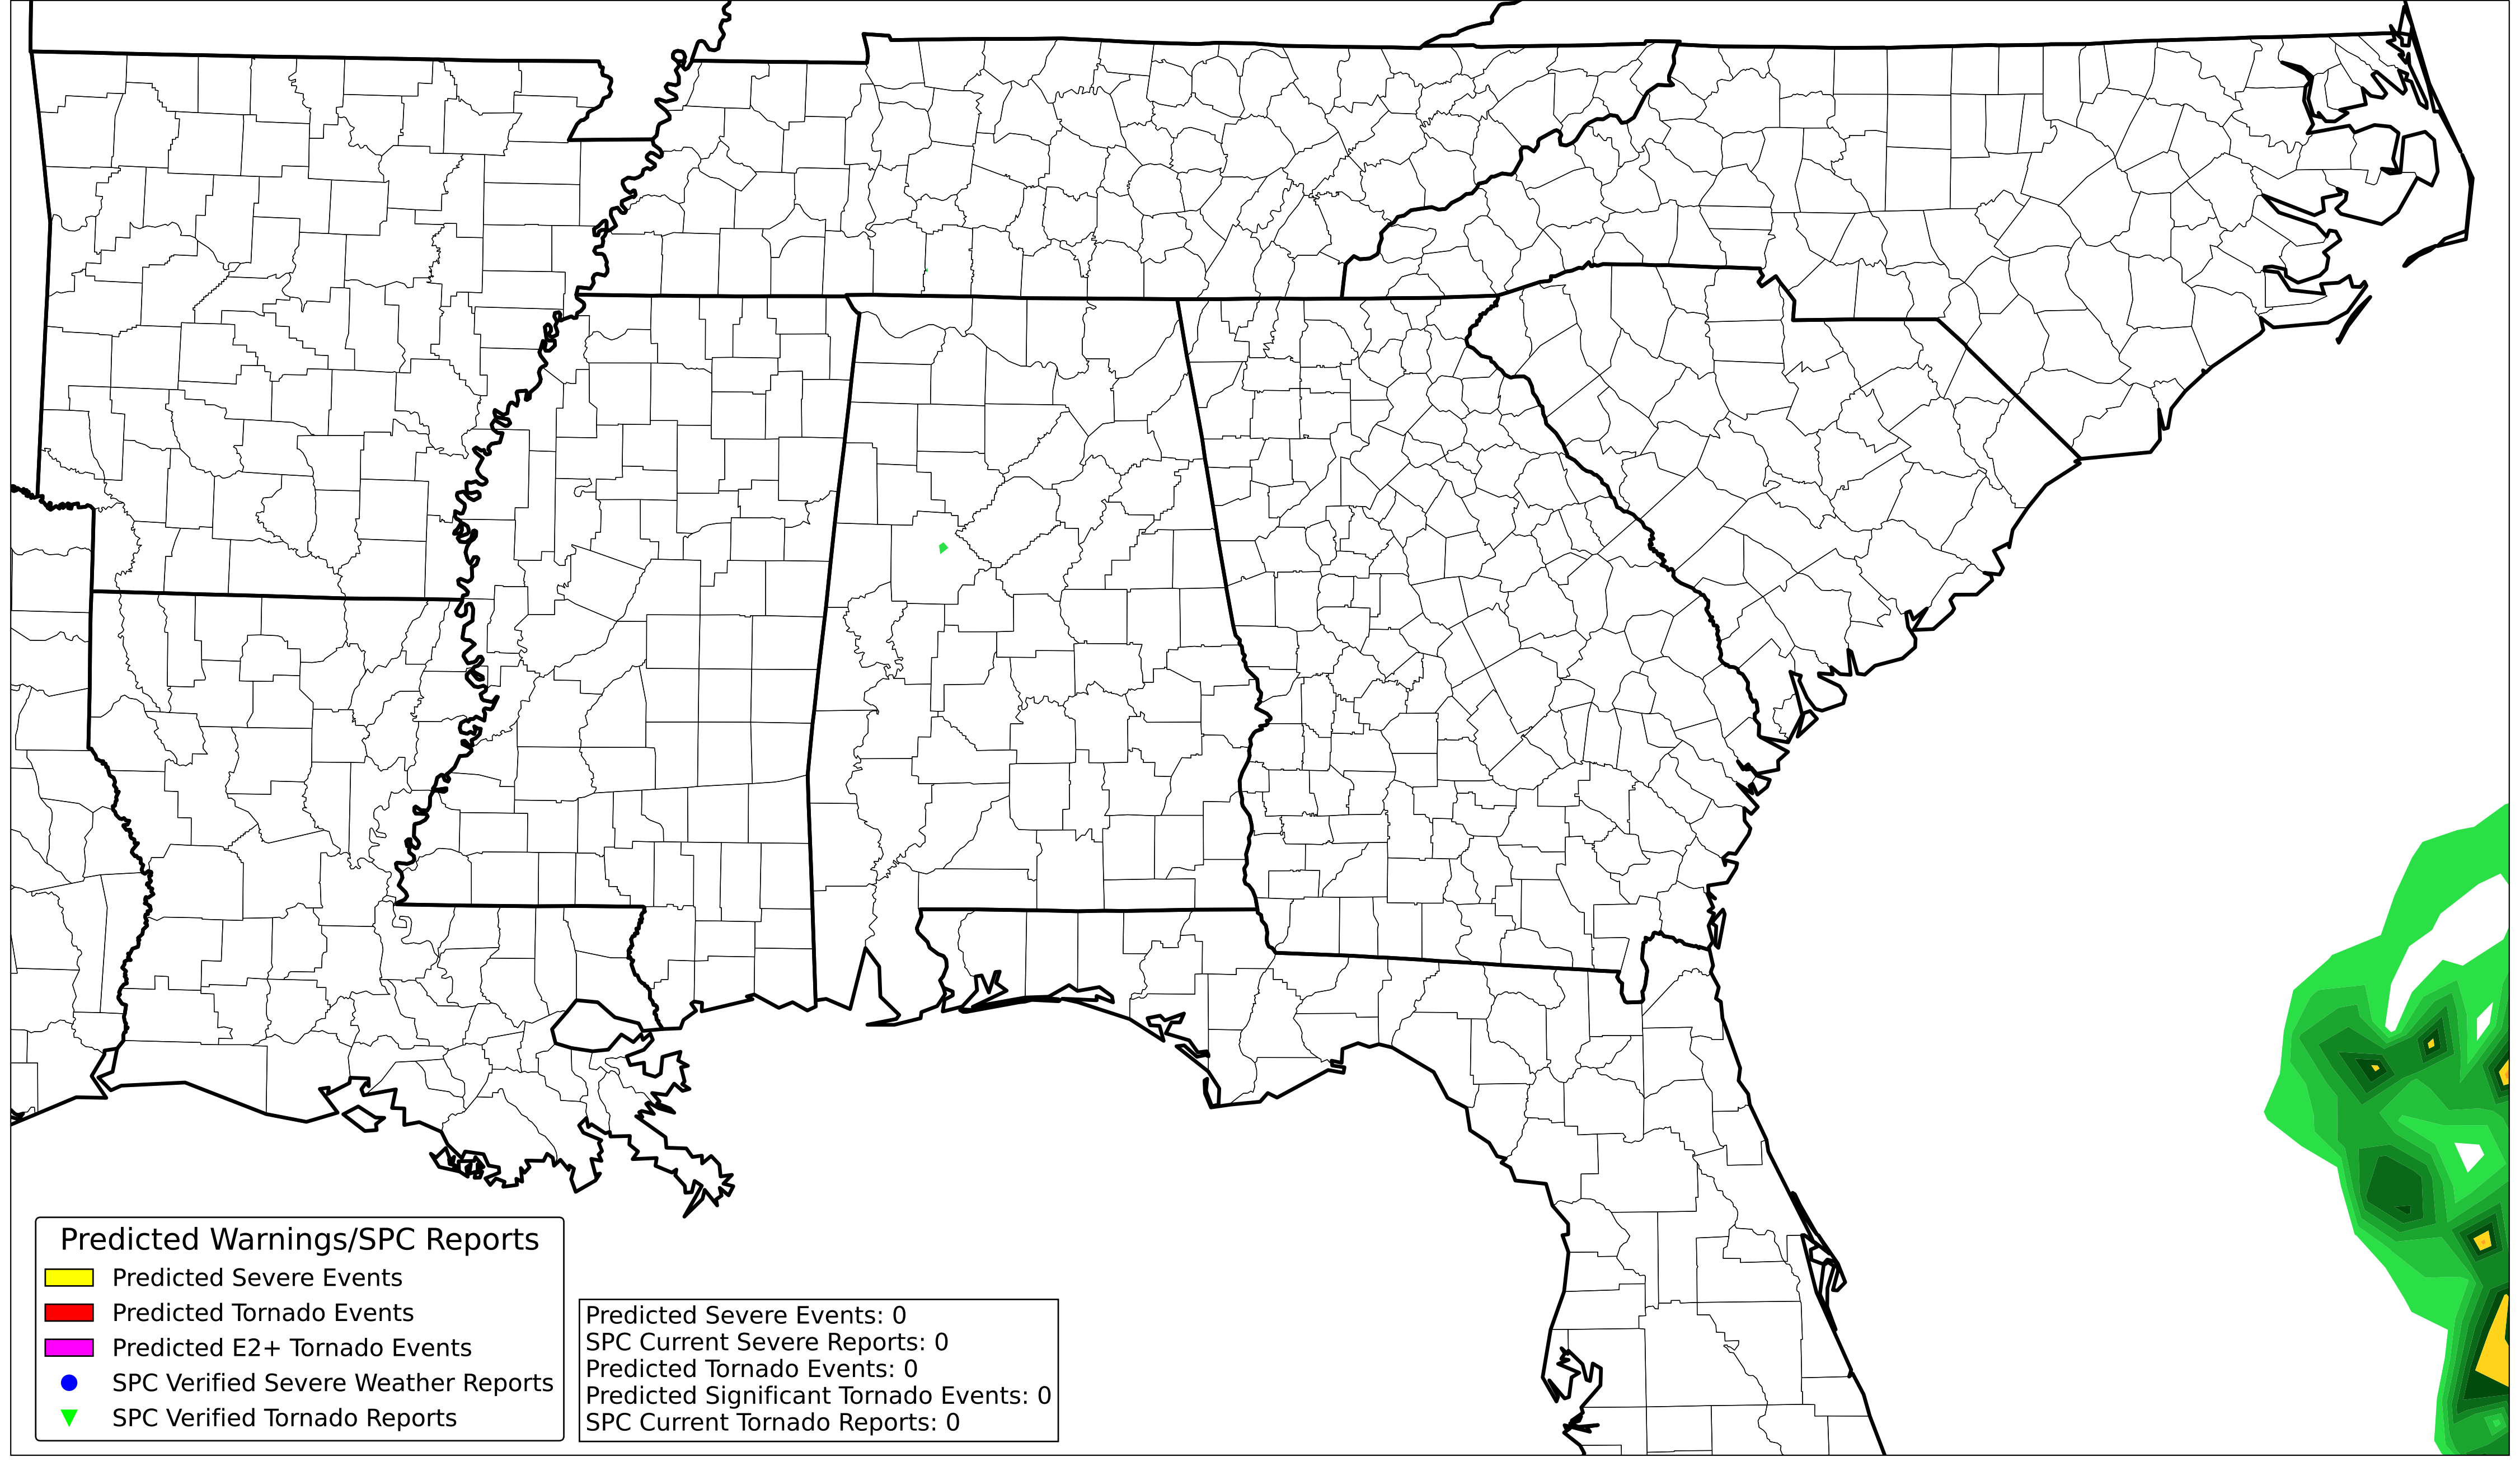 Predicted Warnings/SPC Reports
Predicted Severe Events
Predicted Tornado Events
Predicted E2+ Tornado Events
SPC Verified Severe Weather Reports
SPC Verified Tornado Reports
Predicted Severe Events: 0
SPC Current Severe Reports: 0
Predicted Tornado Events: 0
Predicted Significant Tornado Events: 0
SPC Current Tornado Reports: 0